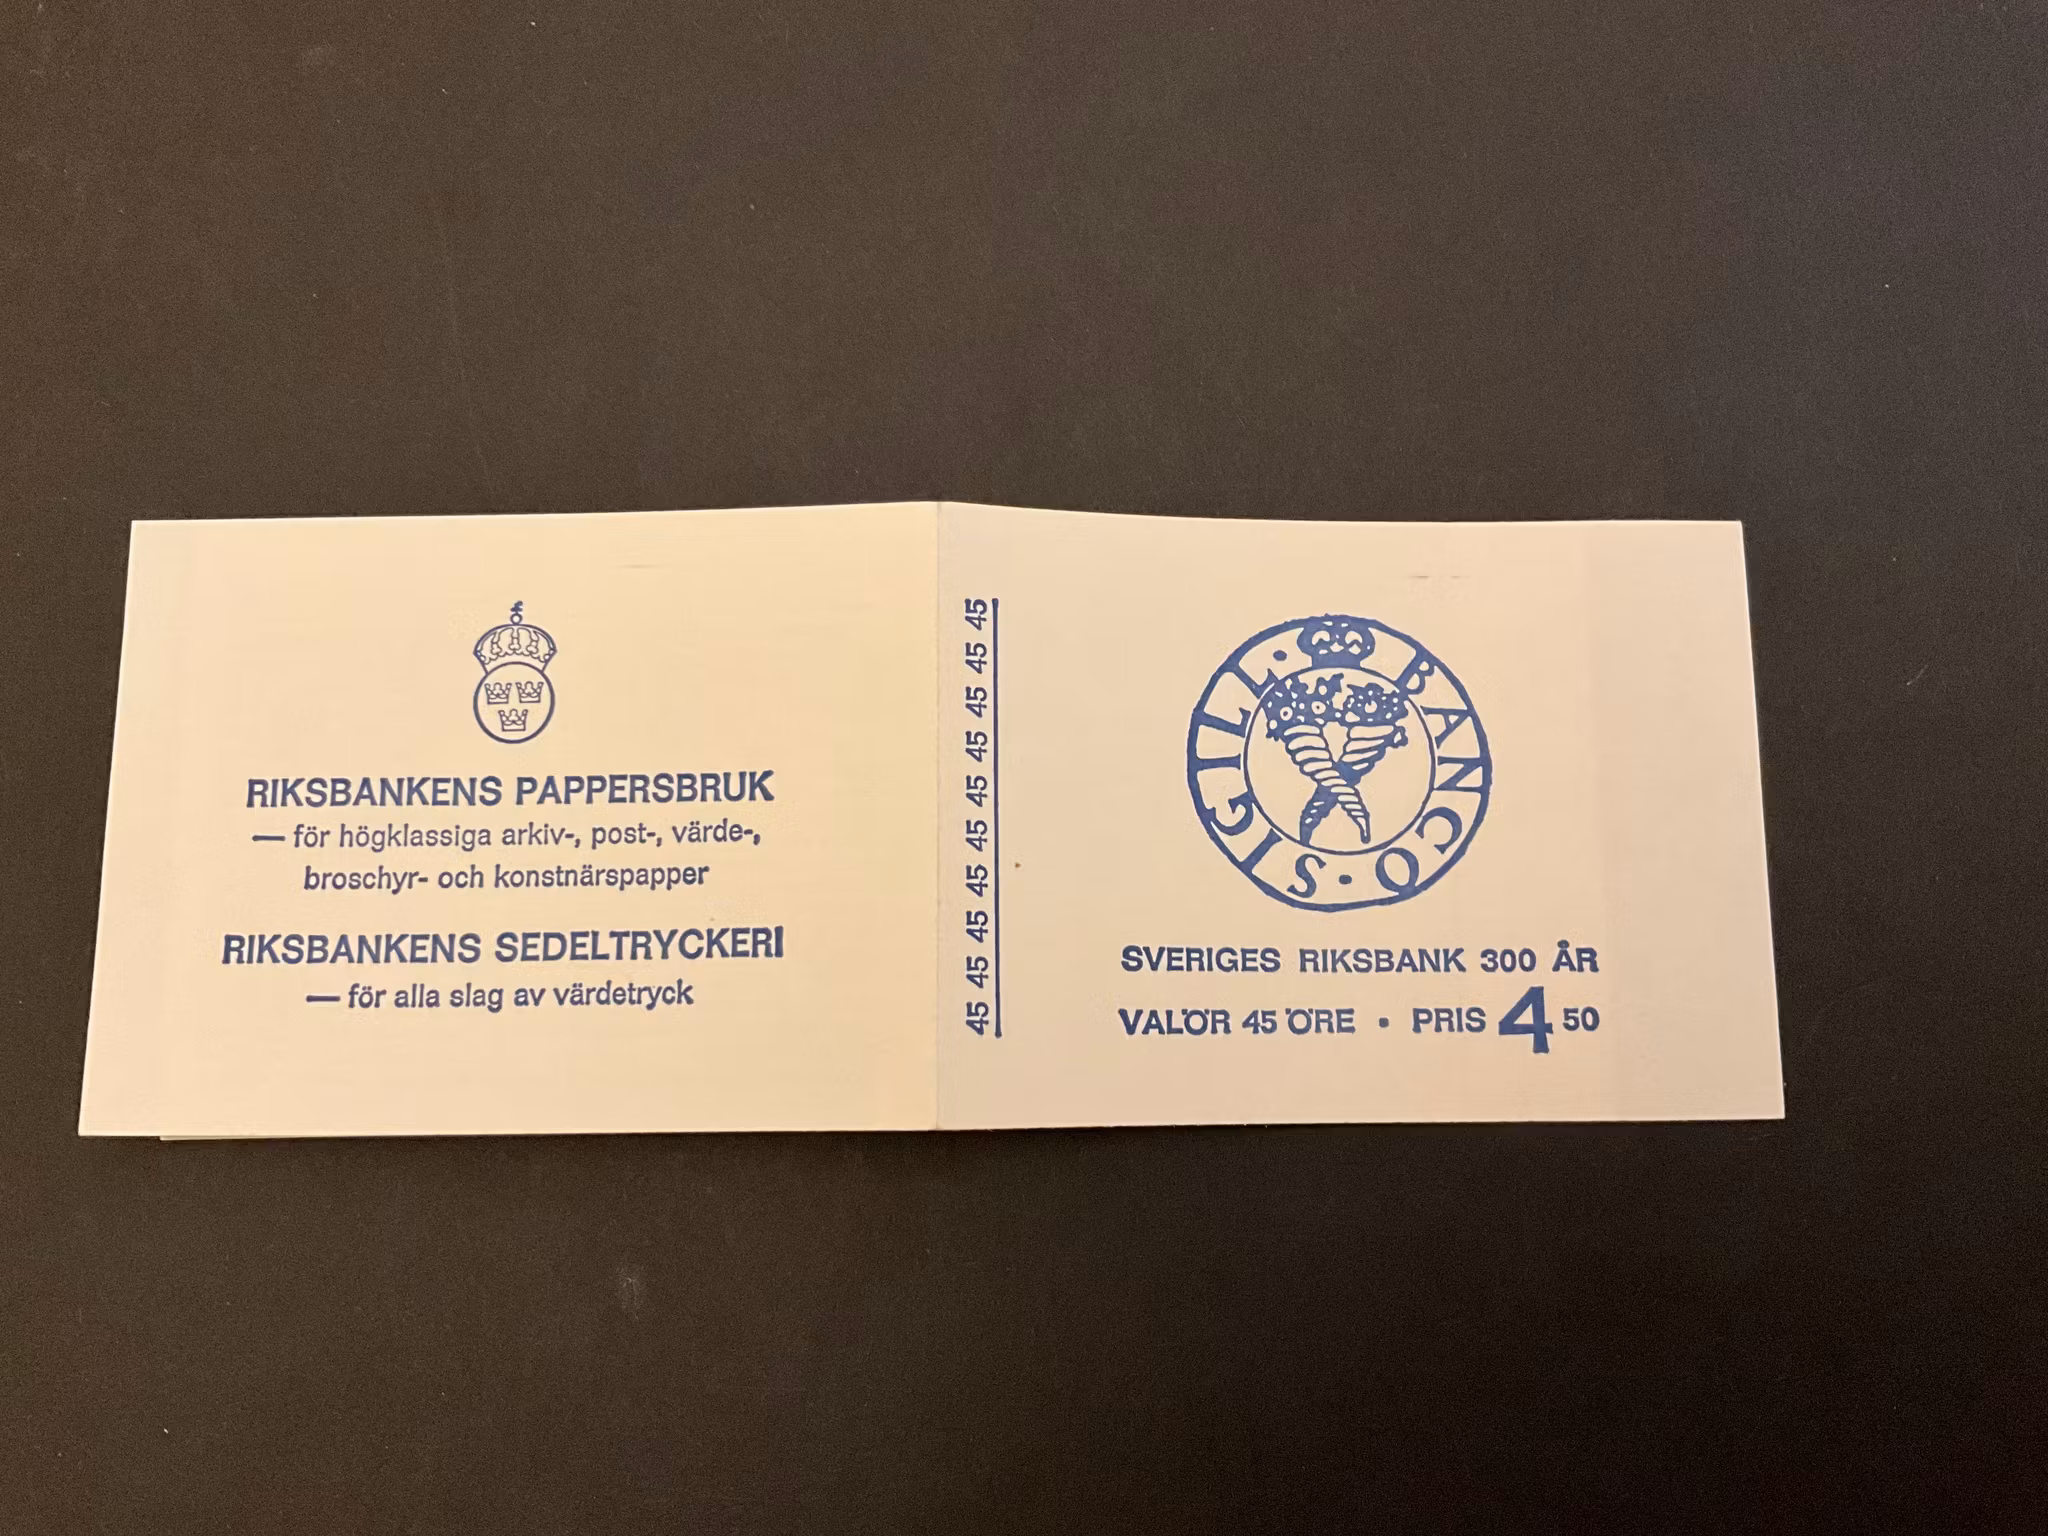 RIKSBANKENS PAPPERSBRUK
— för högklassiga arkiv-, post-, värde-,
broschyr- och konstnärspapper
RIKSBANKENS SEDELTRYCKERI
— för alla slag av värdetryck
45 45 45 45 45 45 45 45 45 45
SIGILL · BANCO · 
SVERIGES RIKSBANK 300 ÅR
VALÖR 45 ÖRE • PRIS 4 50